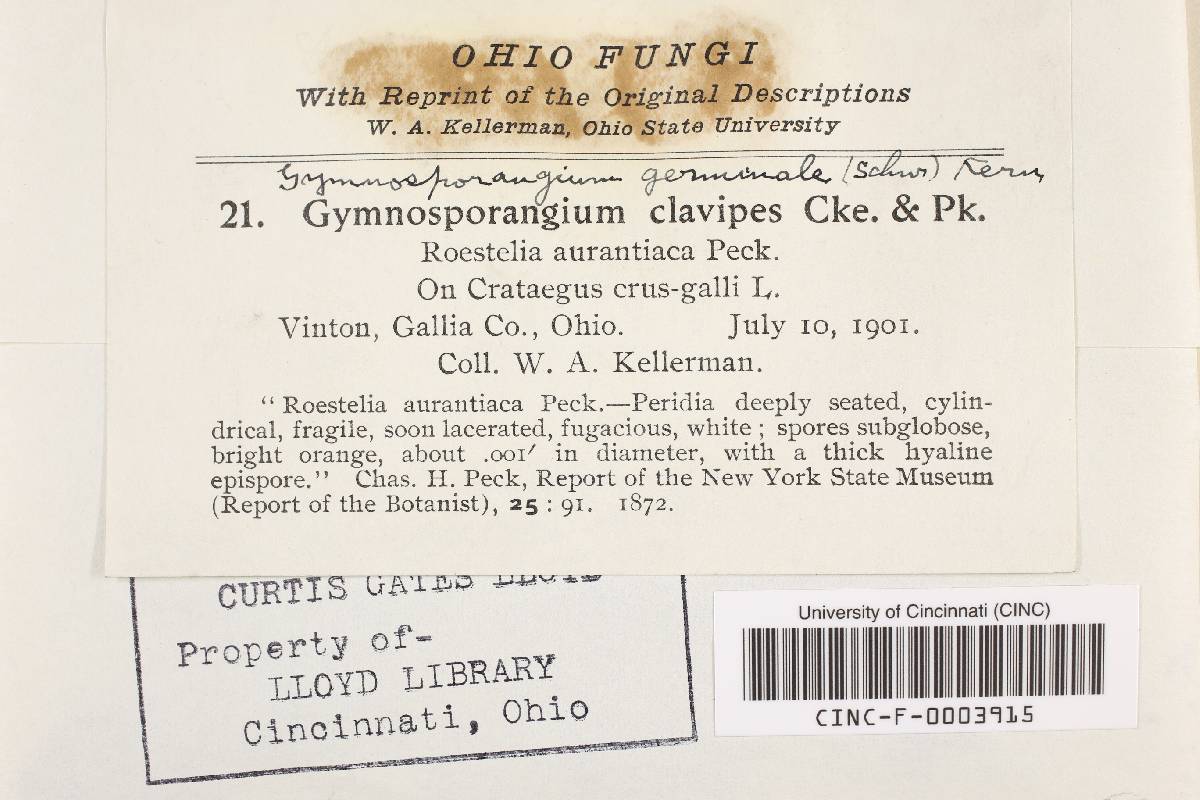 OHIO FUNGI
With Reprint of the Original Descriptions
W. A. Kellerman, Ohio State University
Gymnosporangium germinale (Schw) Kern
21. Gymnosporangium clavipes Cke. & Pk.
Roestelia aurantiaca Peck.
On Crataegus crus-galli L.
Vinton, Gallia Co., Ohio. July 10, 1901.
Coll. W. A. Kellerman.
"Roestelia aurantiaca Peck.—Peridia deeply seated, cylin-
drical, fragile, soon lacerated, fugacious, white; spores subglobose,
bright orange, about .001′ in diameter, with a thick hyaline
epispore." Chas. H. Peck, Report of the New York State Museum
(Report of the Botanist), 25 : 91. 1872.
CURTIS GATES LLOYD
Property of-
LLOYD LIBRARY
Cincinnati, Ohio
University of Cincinnati (CINC)
CINC-F-0003915